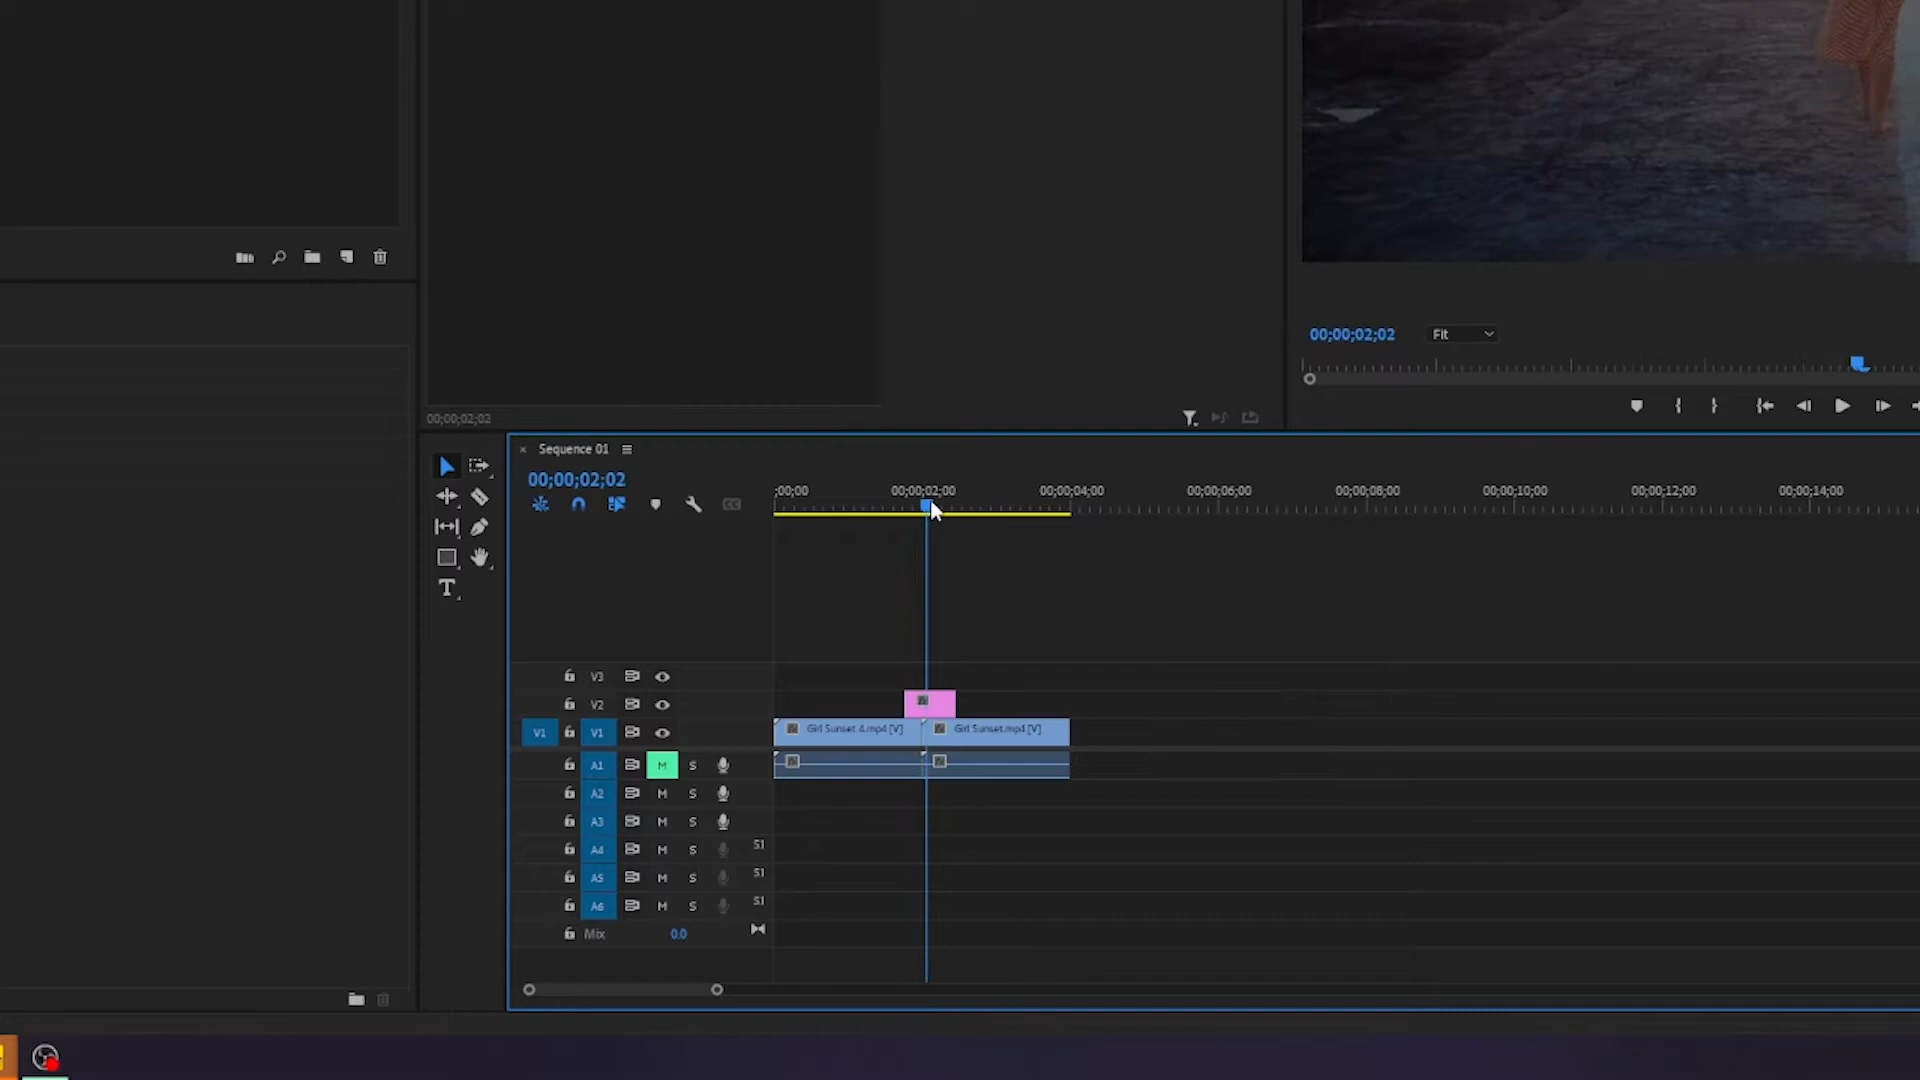 00;00;02;02
Fit
00;00;02;02
× Sequence 01
00;00;02;02
;00;00
00;00;02;00
00;00;04;00
00;00;06;00
00;00;08;00
00;00;10;00
00;00;12;00
00;00;14;00
CC
T
V3
V2
V1 V1
Girl Sunset 4.mp4 [V]
Girl Sunset.mp4 [V]
A1 M S
A2 M S
A3 M S
A4 M S S1
A5 M S S1
A6 M S S1
Mix 0.0